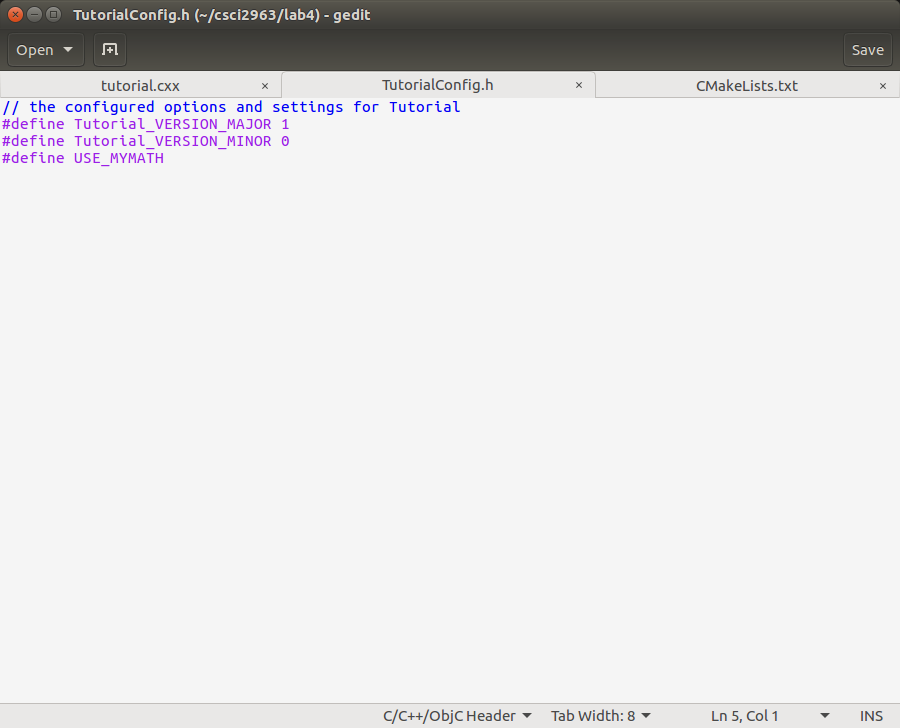 TutorialConfig.h (~/csci2963/lab4) - gedit
Open Save
tutorial.cxx × TutorialConfig.h × CMakeLists.txt ×
// the configured options and settings for Tutorial
#define Tutorial_VERSION_MAJOR 1
#define Tutorial_VERSION_MINOR 0
#define USE_MYMATH
C/C++/ObjC Header Tab Width: 8 Ln 5, Col 1 INS